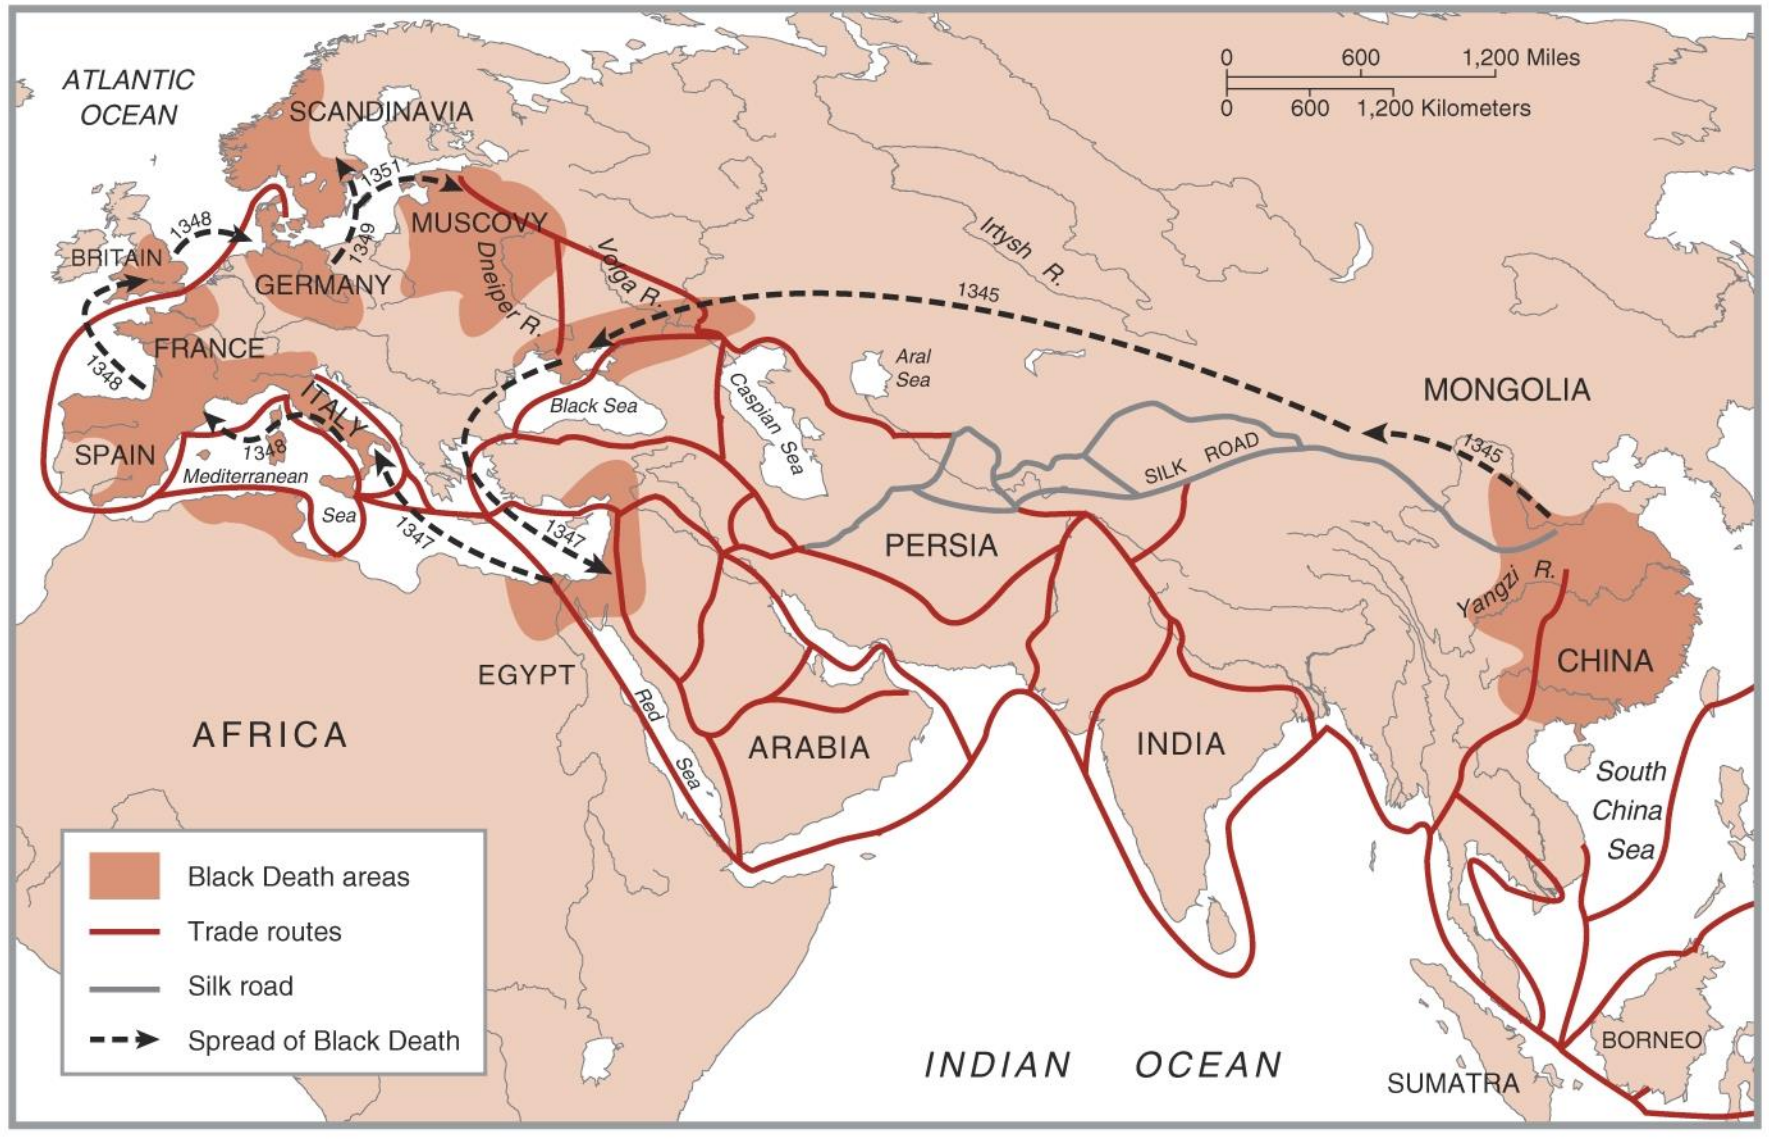 ATLANTIC
OCEAN
SCANDINAVIA
0 600 1,200 Miles
0 600 1,200 Kilometers
1351
1348
1349
BRITAIN
MUSCOVY
GERMANY
Dneiper R.
Volga R.
Irtysh R.
1345
FRANCE
1348
ITALY
Black Sea
Caspian Sea
Aral
Sea
MONGOLIA
SPAIN
1348
Mediterranean
Sea
SILK ROAD
1345
1347
1347
PERSIA
Yangzi R.
CHINA
EGYPT
Red Sea
AFRICA
ARABIA
INDIA
South
China
Sea
Black Death areas
Trade routes
Silk road
Spread of Black Death
INDIAN OCEAN
BORNEO
SUMATRA